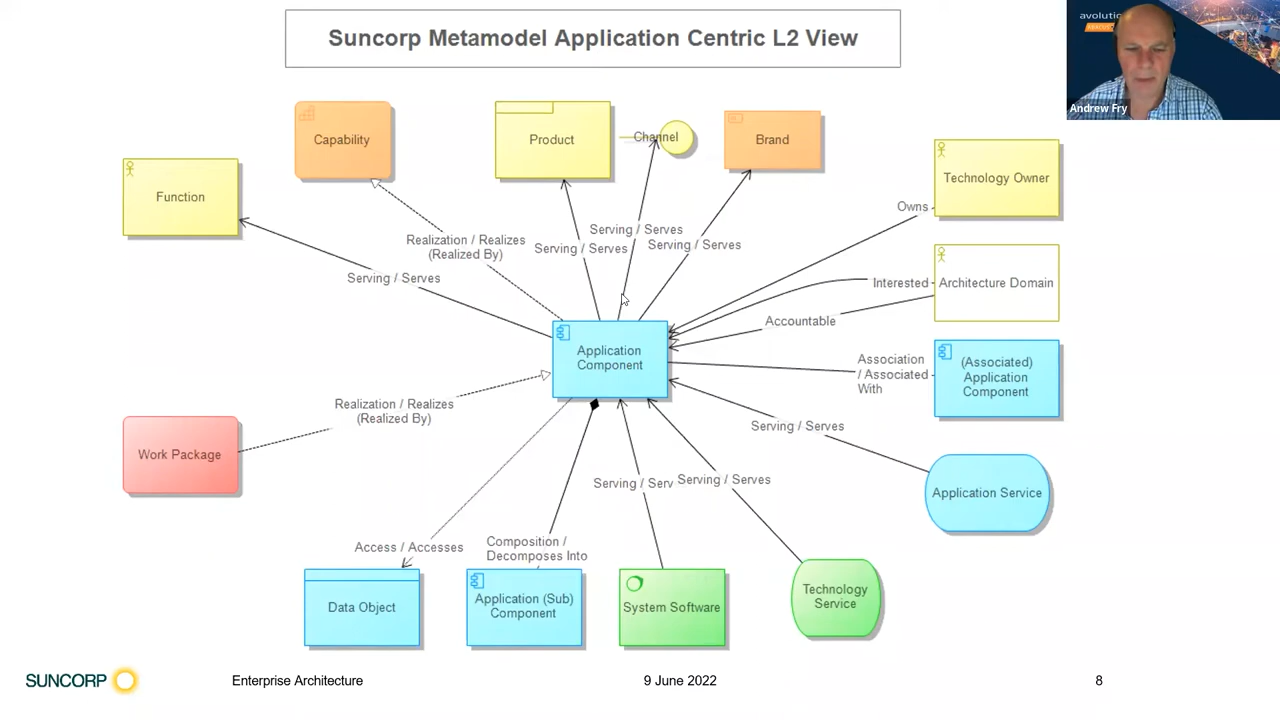 Suncorp Metamodel Application Centric L2 View
Andrew Fry
Capability
Product
Channel
Brand
Function
Technology Owner
Owns
Serving / Serves
Realization / Realizes
(Realized By)
Serving / Serves
Serving / Serves
Serving / Serves
Interested
Architecture Domain
Accountable
Application
Component
Association
/ Associated
With
(Associated)
Application
Component
Realization / Realizes
(Realized By)
Work Package
Serving / Serves
Application Service
Serving / Serv
Serving / Serves
Access / Accesses
Composition /
Decomposes Into
Data Object
Application (Sub)
Component
System Software
Technology
Service
SUNCORP
Enterprise Architecture
9 June 2022
8